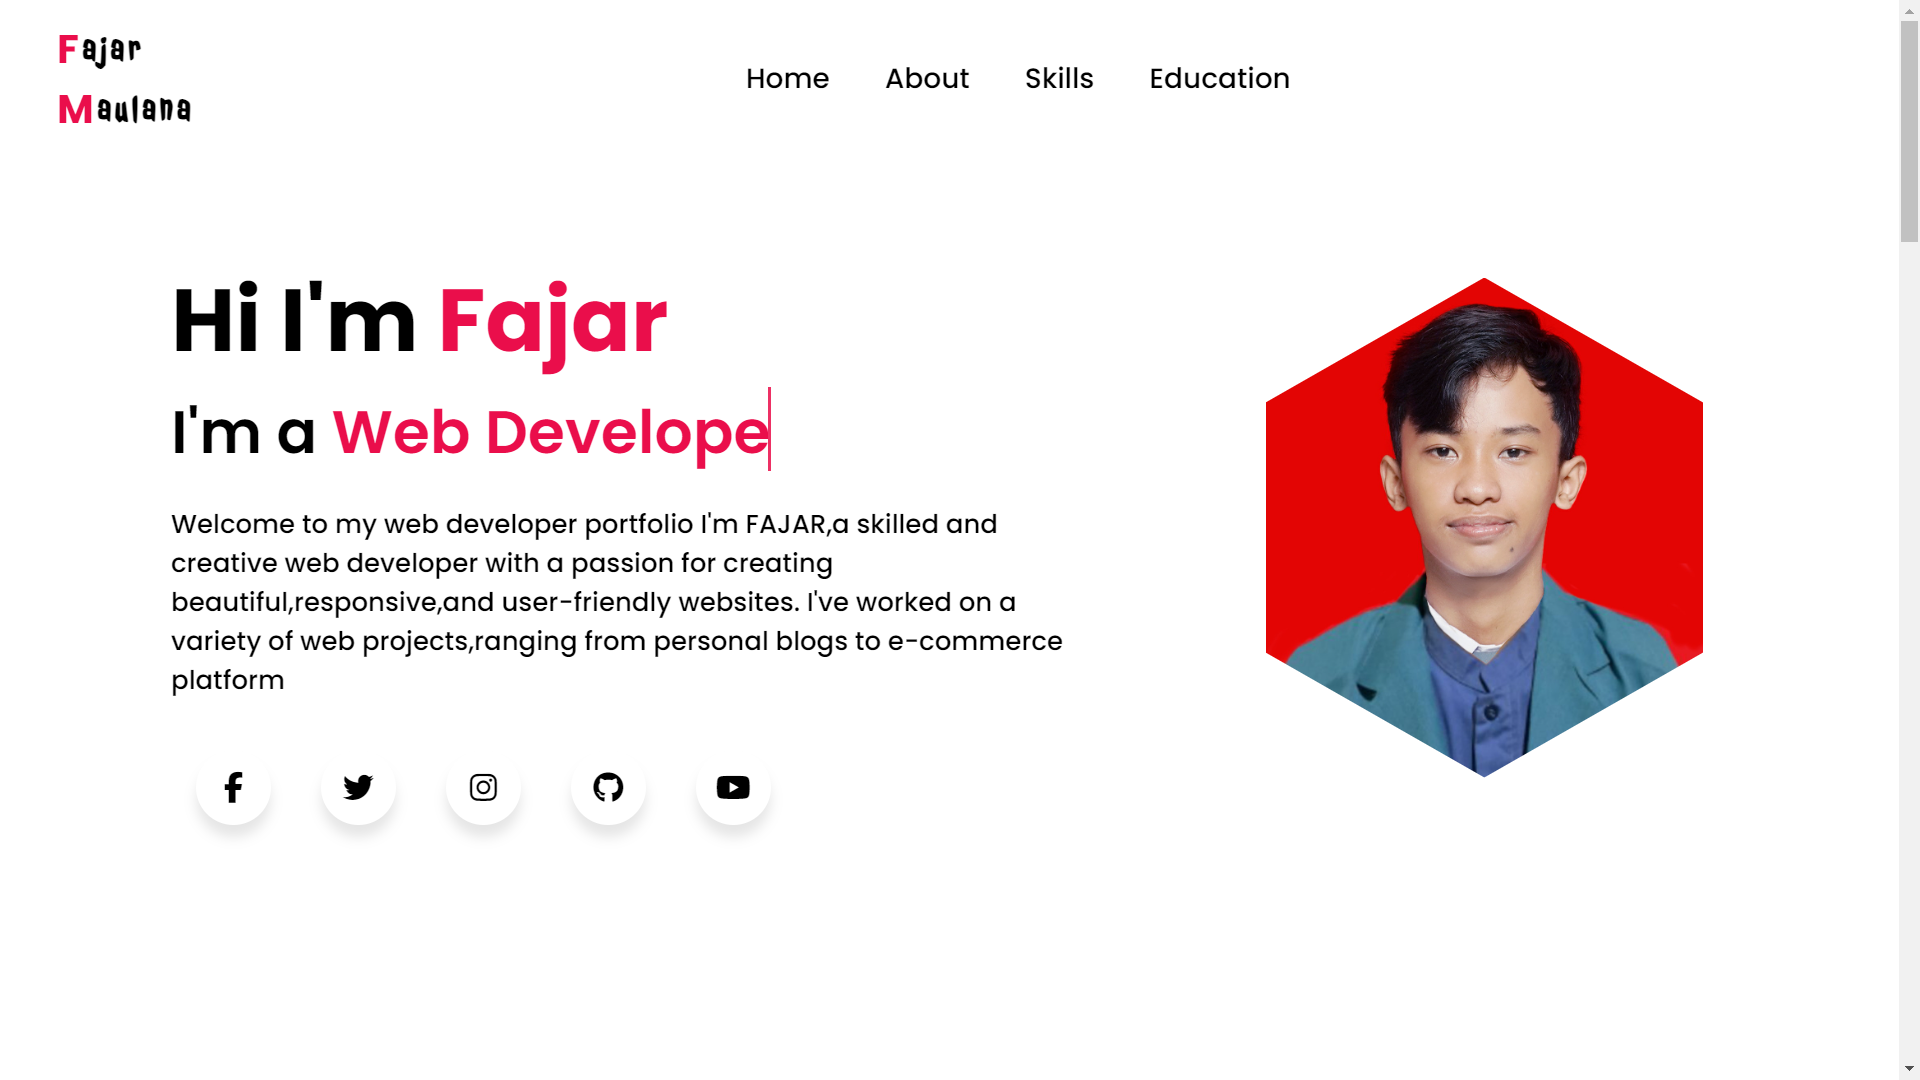 Fajar
Maulana
Home About Skills Education
Hi I'm Fajar
I'm a Web Develope
Welcome to my web developer portfolio I'm FAJAR,a skilled and
creative web developer with a passion for creating
beautiful,responsive,and user-friendly websites. I've worked on a
variety of web projects,ranging from personal blogs to e-commerce
platform